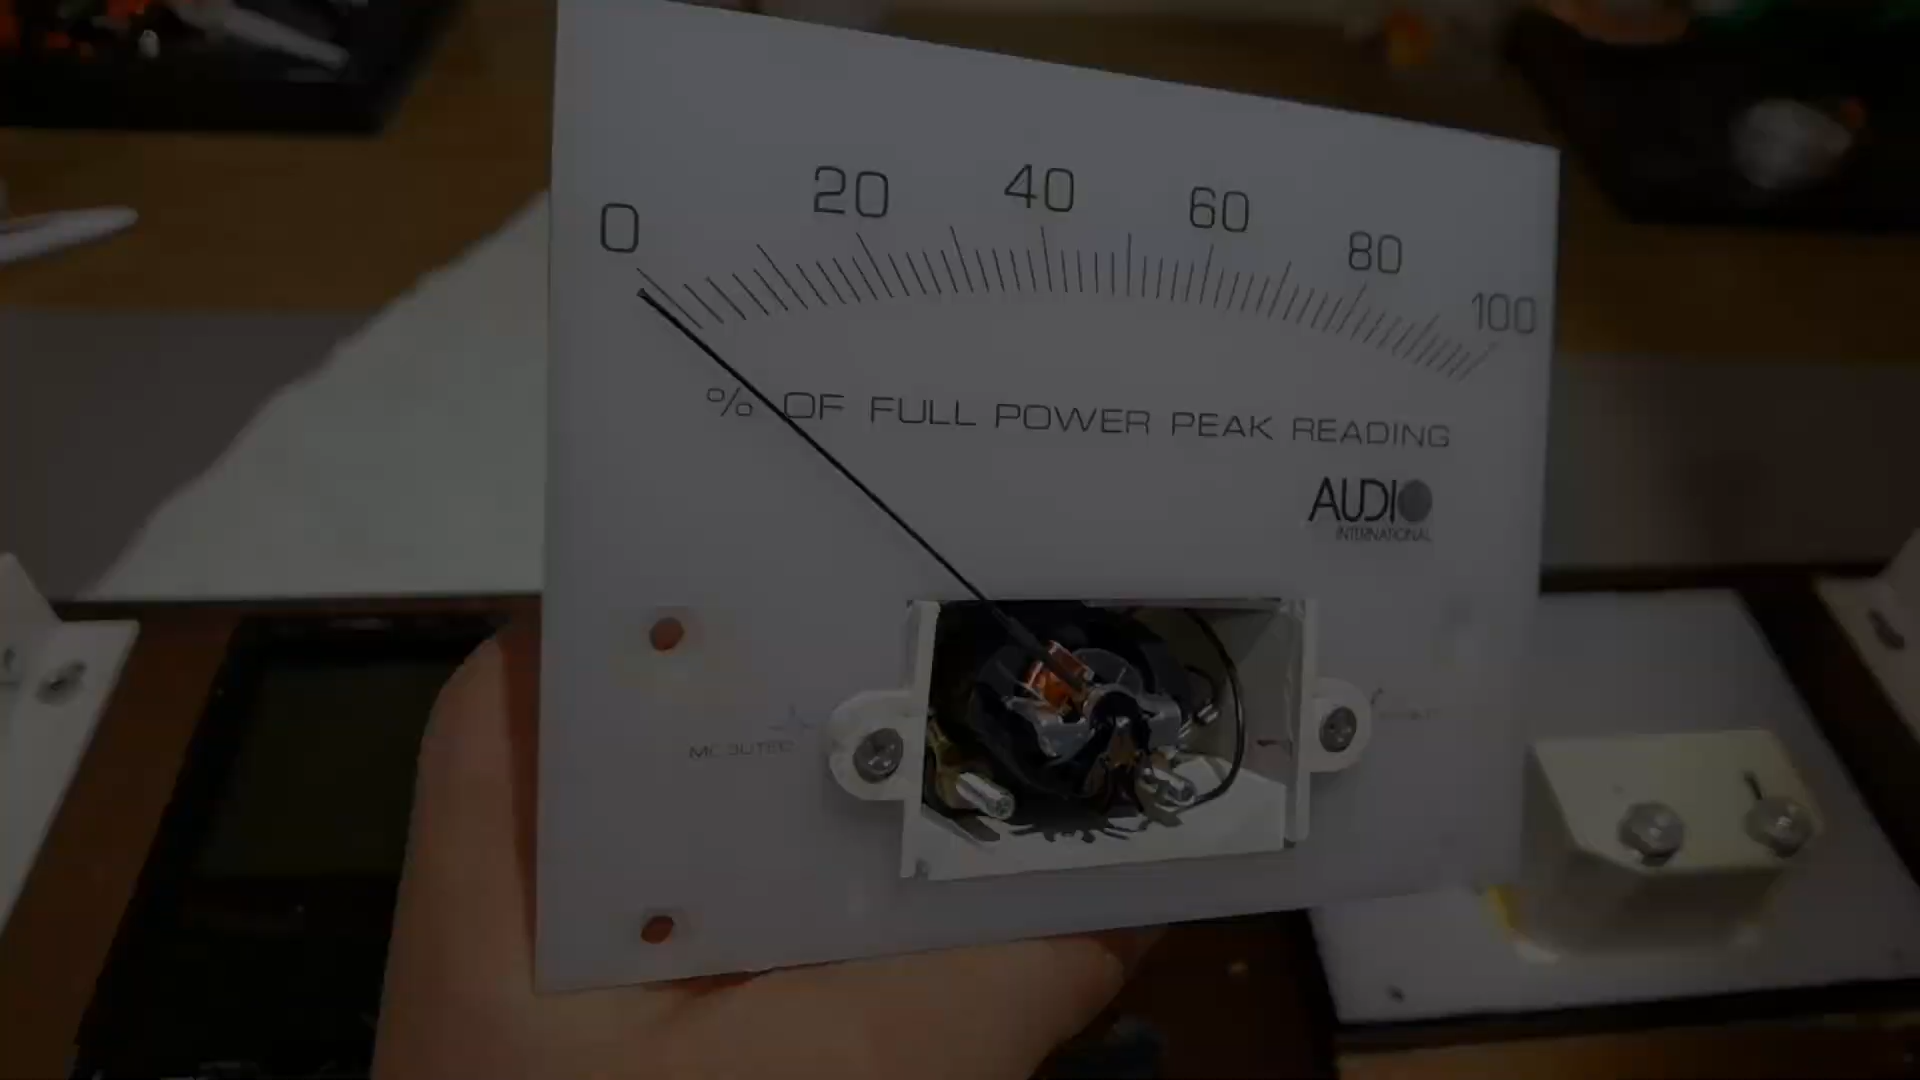 0 20 40 60 80 100
% OF FULL POWER PEAK READING
AUDIO
INTERNATIONAL